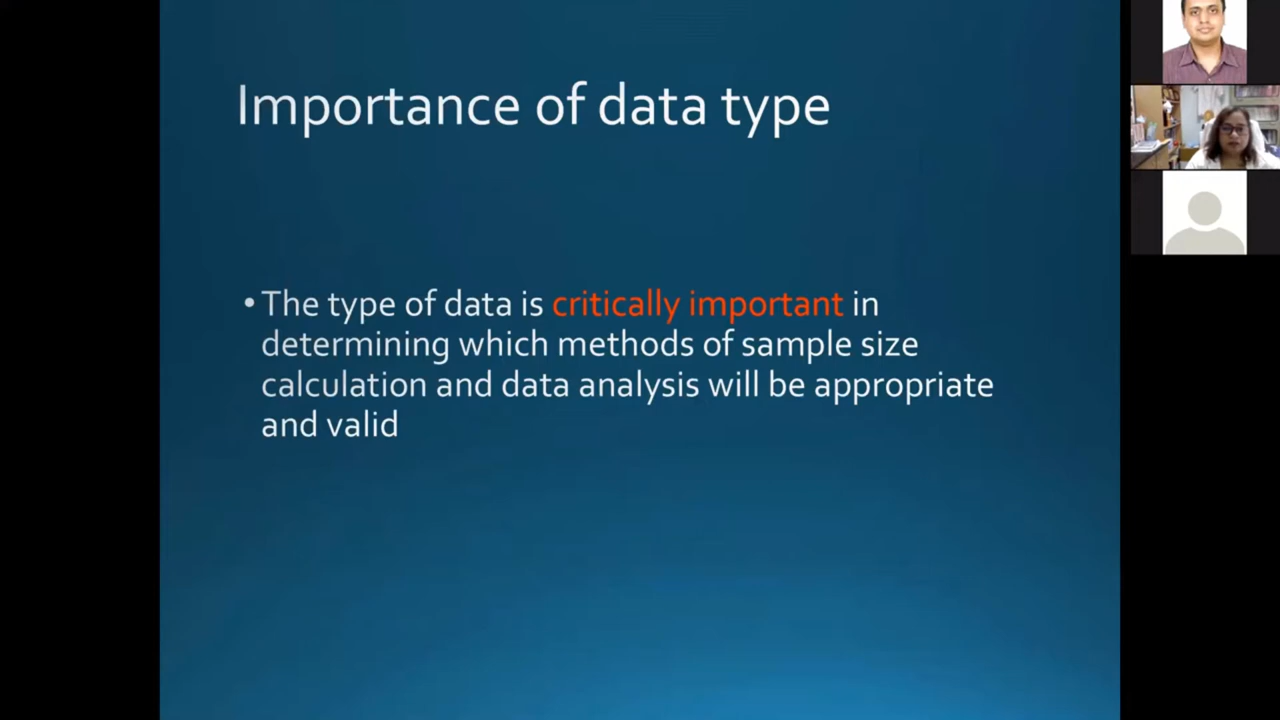 Importance of data type
•The type of data is critically important in
determining which methods of sample size
calculation and data analysis will be appropriate
and valid